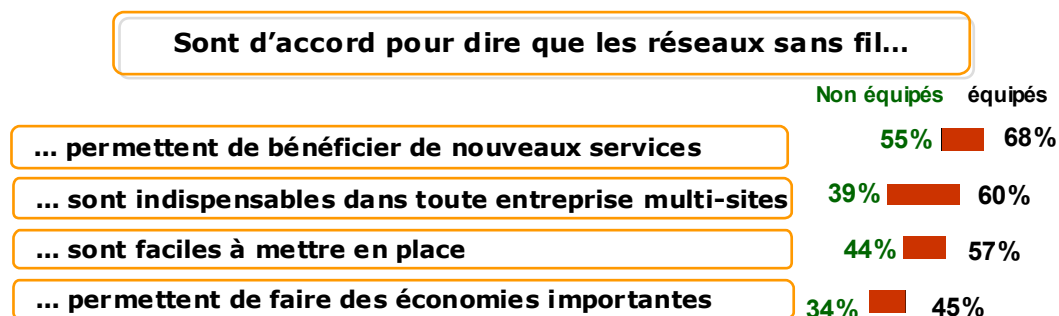 Sont d’accord pour dire que les réseaux sans fil...
Non équipés équipés
... permettent de bénéficier de nouveaux services 55% 68%
... sont indispensables dans toute entreprise multi-sites 39% 60%
... sont faciles à mettre en place 44% 57%
... permettent de faire des économies importantes 34% 45%